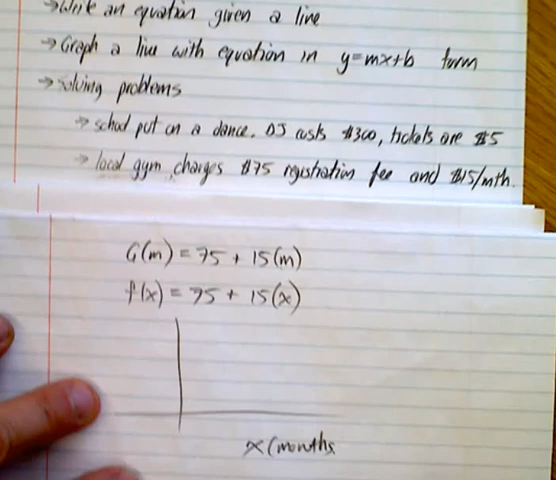 → Write an equation given a line
→ Graph a line with equation in y=mx+b form
→ solving problems
→ school put on a dance. DJ costs $300, tickets are $5
→ local gym charges $75 registration fee and $15/mth.
G(m) = 75 + 15(m)
f(x) = 75 + 15(x)
x (months